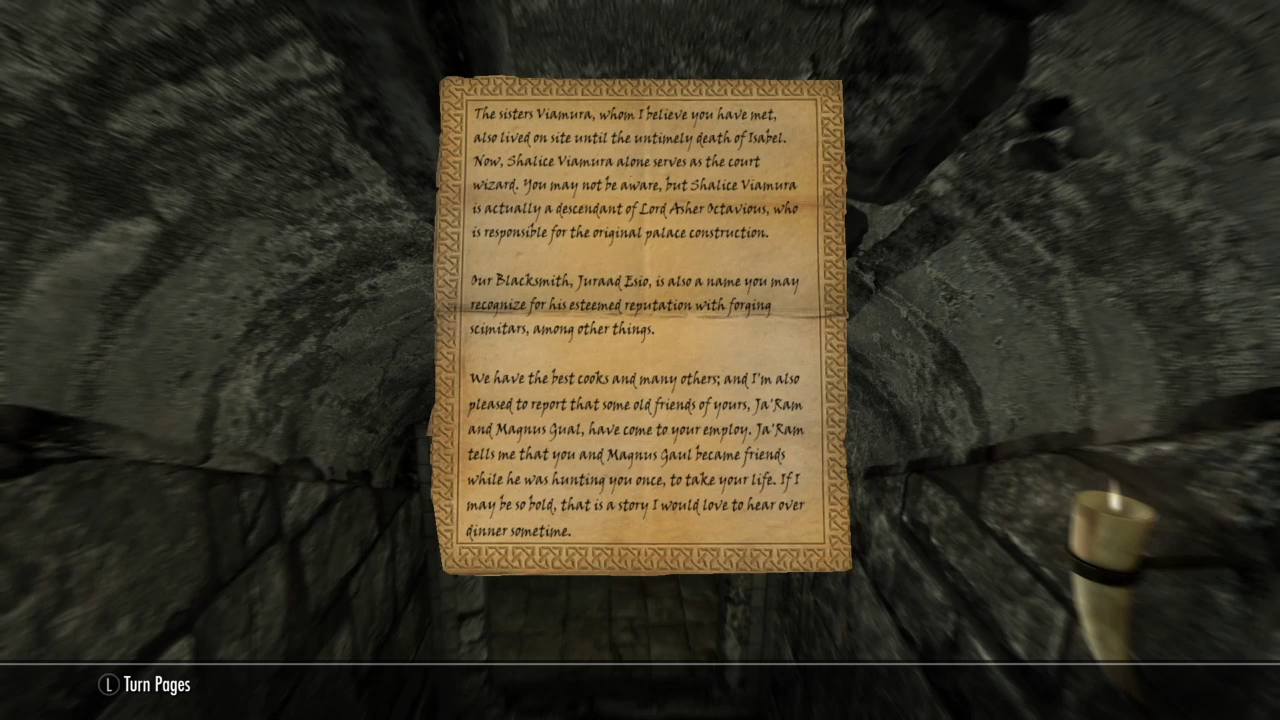 The sisters Viamura, whom I believe you have met,
also lived on site until the untimely death of Isabel.
Now, Shalice Viamura alone serves as the court
wizard. You may not be aware, but Shalice Viamura
is actually a descendant of Lord Asher Octavious, who
is responsible for the original palace construction.
Our Blacksmith, Juraad Esio, is also a name you may
recognize for his esteemed reputation with forging
scimitars, among other things.
We have the best cooks and many others; and I'm also
pleased to report that some old friends of yours, Ja'Ram
and Magnus Gual, have come to your employ. Ja'Ram
tells me that you and Magnus Gaul became friends
while he was hunting you once, to take your life. If I
may be so bold, that is a story I would love to hear over
dinner sometime.
L Turn Pages